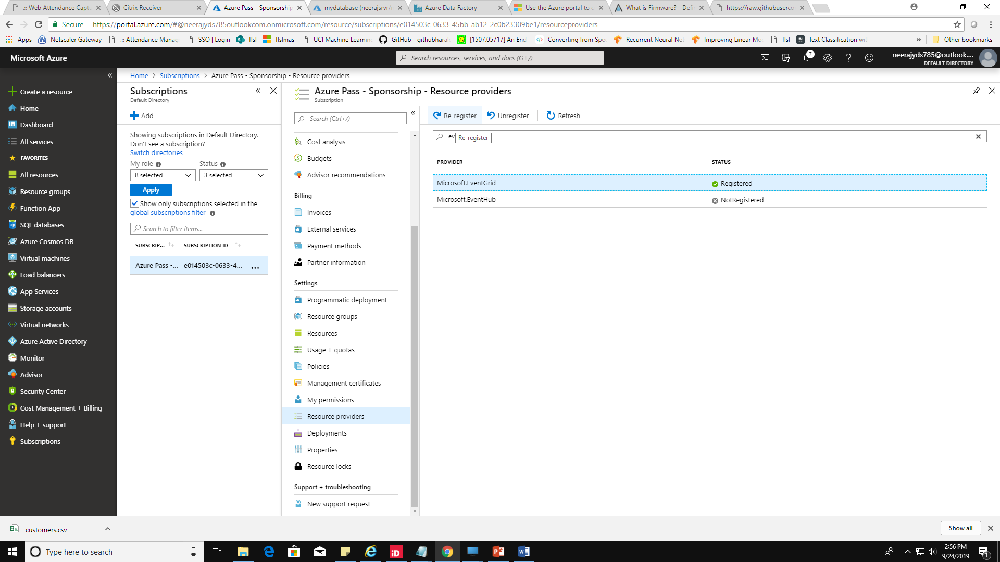 .:: Web Attendance Captu
Citrix Receiver
Azure Pass - Sponsorship
mydatabase (neerajsrvr/m
Azure Data Factory
Use the Azure portal to c
What is Firmware? - Defi
https://raw.githubuserco
Secure
https://portal.azure.com/#@neerajyds785outlookcom.onmicrosoft.com/resource/subscriptions/e014503c-0633-45bb-ab12-2c0b23309be1/resourceproviders
Apps
Netscaler Gateway
.:: Attendance Manag
SSO | Login
flsl
flslmas
UCI Machine Learning
GitHub - githubharal
[1507.05717] An End-
Converting from Spe
Recurrent Neural Net
Improving Linear Mo
flsl
Text Classification wit
»
Other bookmarks
Microsoft Azure
Search resources, services, and docs (G+/)
7
neerajyds785@outlook....
DEFAULT DIRECTORY
Create a resource
Home
Dashboard
All services
FAVORITES
All resources
Resource groups
Function App
SQL databases
Azure Cosmos DB
Virtual machines
Load balancers
App Services
Storage accounts
Virtual networks
Azure Active Directory
Monitor
Advisor
Security Center
Cost Management + Billing
Help + support
Subscriptions
Home > Subscriptions > Azure Pass - Sponsorship - Resource providers
Subscriptions
Default Directory
Add
Showing subscriptions in Default Directory.
Don't see a subscription?
Switch directories
My role
Status
8 selected
3 selected
Apply
Show only subscriptions selected in the
global subscriptions filter
Search to filter items...
SUBSCRIP...
SUBSCRIPTION ID
Azure Pass -...
e014503c-0633-4...
...
Azure Pass - Sponsorship - Resource providers
Subscription
Search (Ctrl+/)
Cost analysis
Budgets
Advisor recommendations
Billing
Invoices
External services
Payment methods
Partner information
Settings
Programmatic deployment
Resource groups
Resources
Usage + quotas
Policies
Management certificates
My permissions
Resource providers
Deployments
Properties
Resource locks
Support + troubleshooting
New support request
Re-register
Unregister
Refresh
Re-register
PROVIDER
STATUS
Microsoft.EventGrid
Registered
Microsoft.EventHub
NotRegistered
customers.csv
Show all
Type here to search
2:56 PM
9/24/2019
1